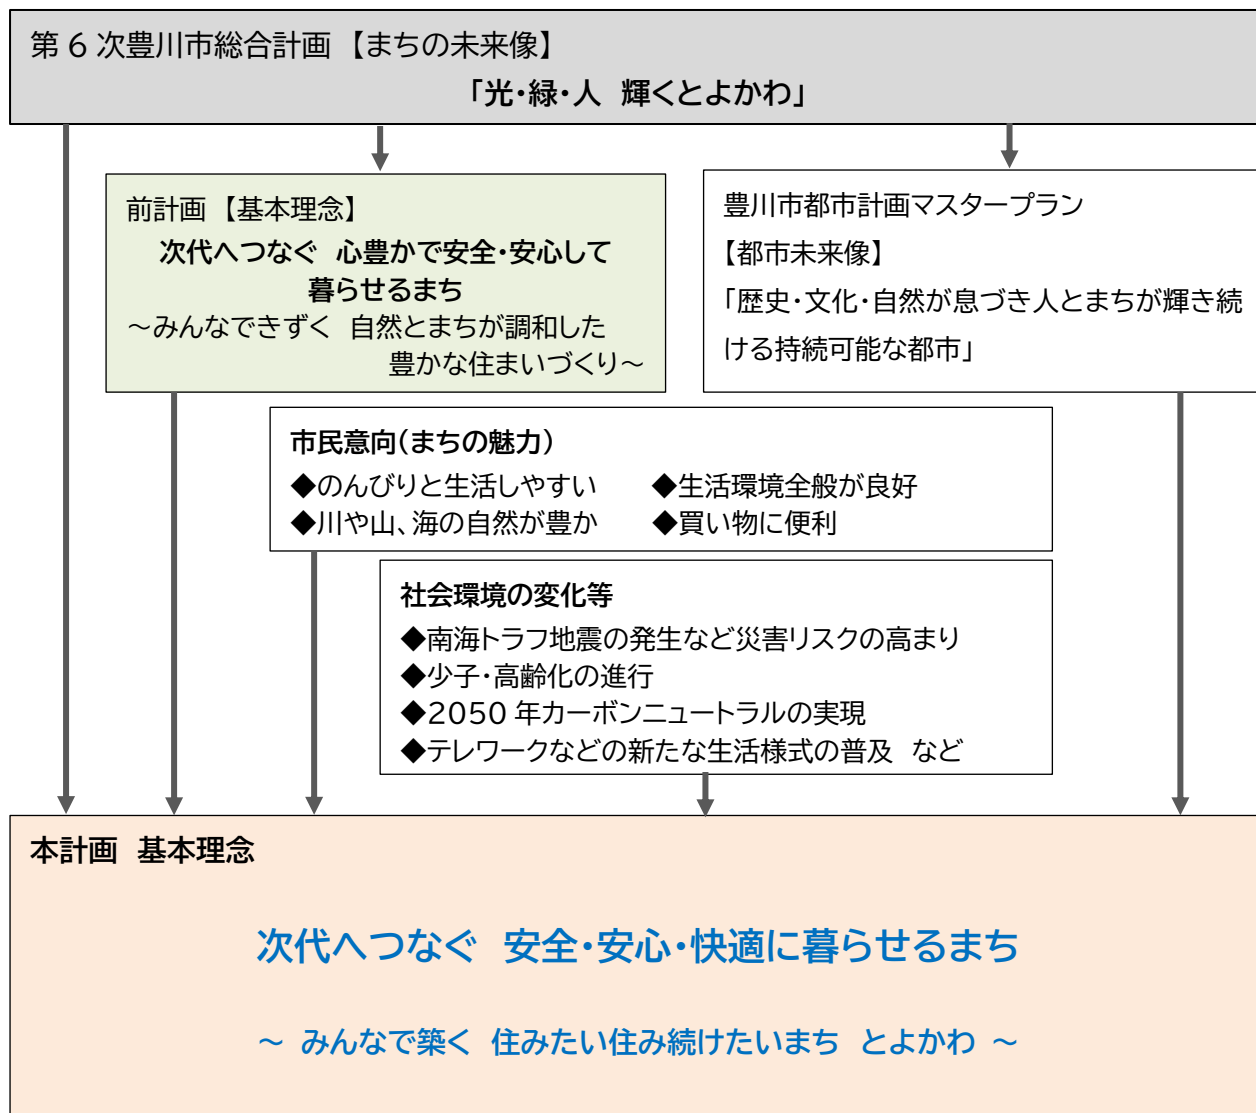 第6次豊川市総合計画 【まちの未来像】
「光・緑・人 輝くとよかわ」
前計画 【基本理念】
次代へつなぐ 心豊かで安全・安心して
暮らせるまち
～みんなできずく 自然とまちが調和した
豊かな住まいづくり～
豊川市都市計画マスタープラン
【都市未来像】
「歴史・文化・自然が息づき人とまちが輝き続
ける持続可能な都市」
市民意向（まちの魅力）
◆のんびりと生活しやすい ◆生活環境全般が良好
◆川や山、海の自然が豊か ◆買い物に便利
社会環境の変化等
◆南海トラフ地震の発生など災害リスクの高まり
◆少子・高齢化の進行
◆2050年カーボンニュートラルの実現
◆テレワークなどの新たな生活様式の普及 など
本計画 基本理念
次代へつなぐ 安全・安心・快適に暮らせるまち
～ みんなで築く 住みたい住み続けたいまち とよかわ ～